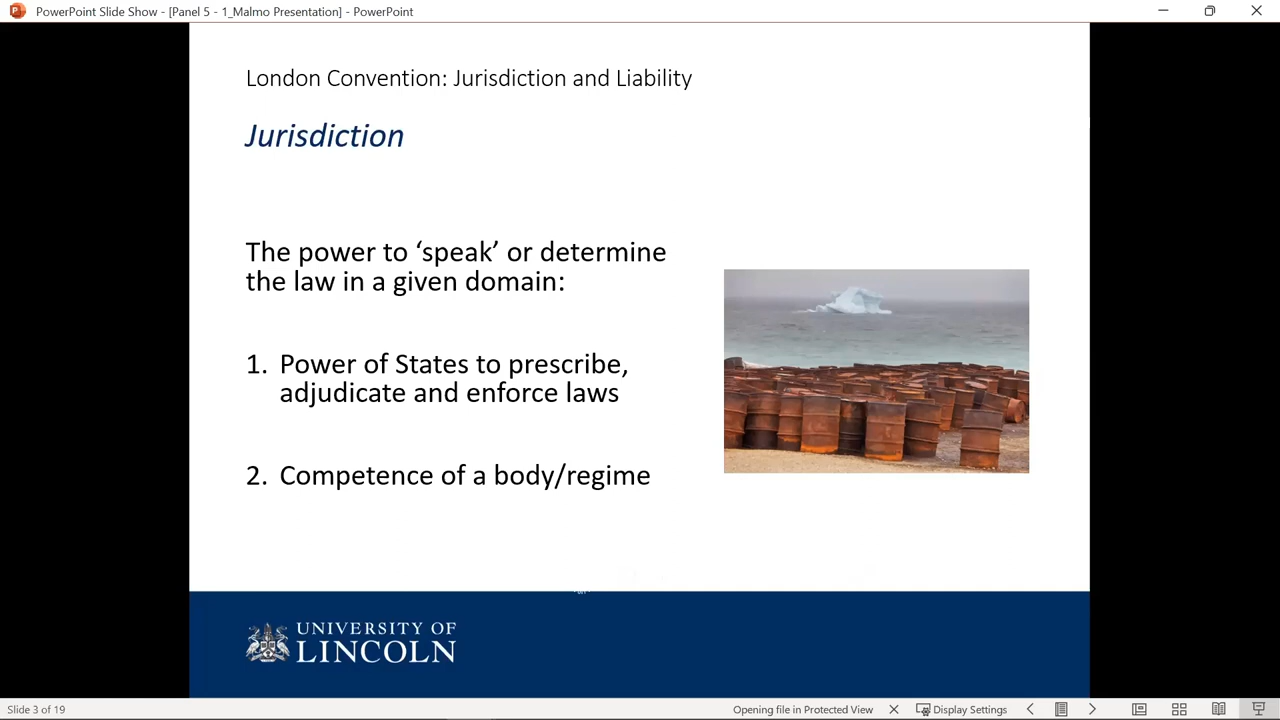 PowerPoint Slide Show - [Panel 5 - 1_Malmo Presentation] - PowerPoint
London Convention: Jurisdiction and Liability
Jurisdiction
The power to ‘speak’ or determine
the law in a given domain:
1. Power of States to prescribe,
adjudicate and enforce laws
2. Competence of a body/regime
UNIVERSITY OF
LINCOLN
Slide 3 of 19
Opening file in Protected View
Display Settings